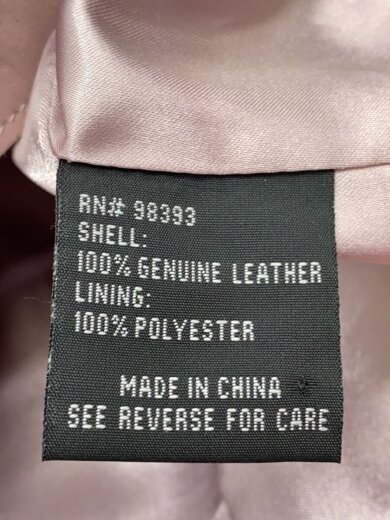 RN# 98393
SHELL:
100% GENUINE LEATHER
LINING:
100% POLYESTER
MADE IN CHINA
SEE REVERSE FOR CARE